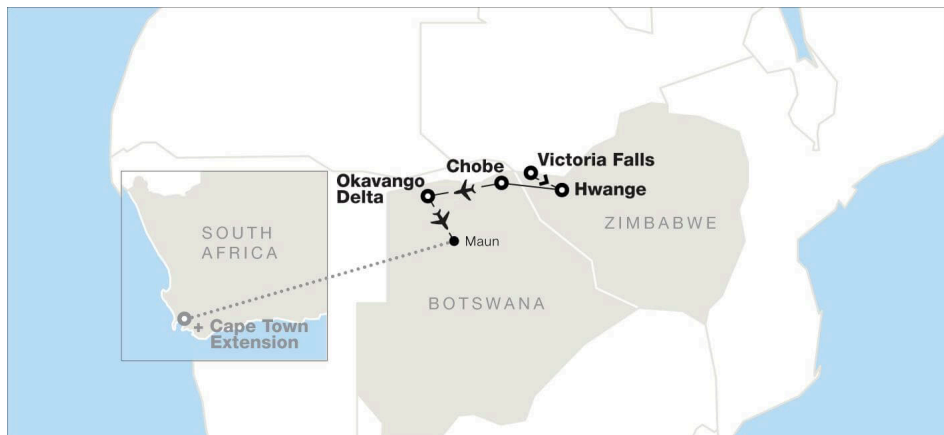 Victoria Falls
Chobe
Okavango
Delta
Hwange
ZIMBABWE
SOUTH
AFRICA
Maun
BOTSWANA
+ Cape Town
Extension